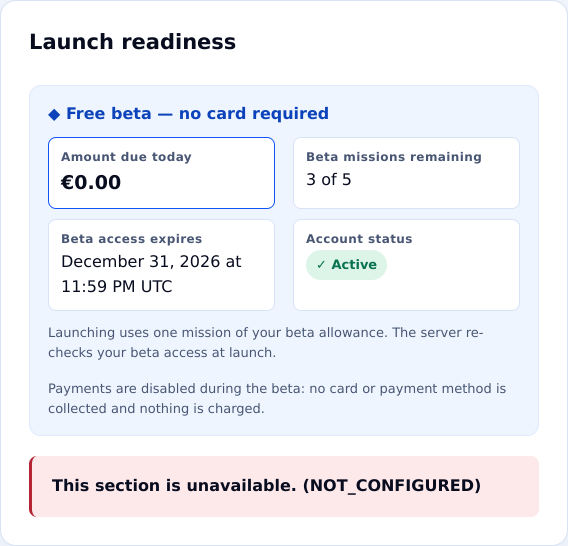 Launch readiness
◆ Free beta — no card required
Amount due today
€0.00
Beta missions remaining
3 of 5
Beta access expires
December 31, 2026 at
11:59 PM UTC
Account status
✓ Active
Launching uses one mission of your beta allowance. The server re-
checks your beta access at launch.
Payments are disabled during the beta: no card or payment method is
collected and nothing is charged.
This section is unavailable. (NOT_CONFIGURED)